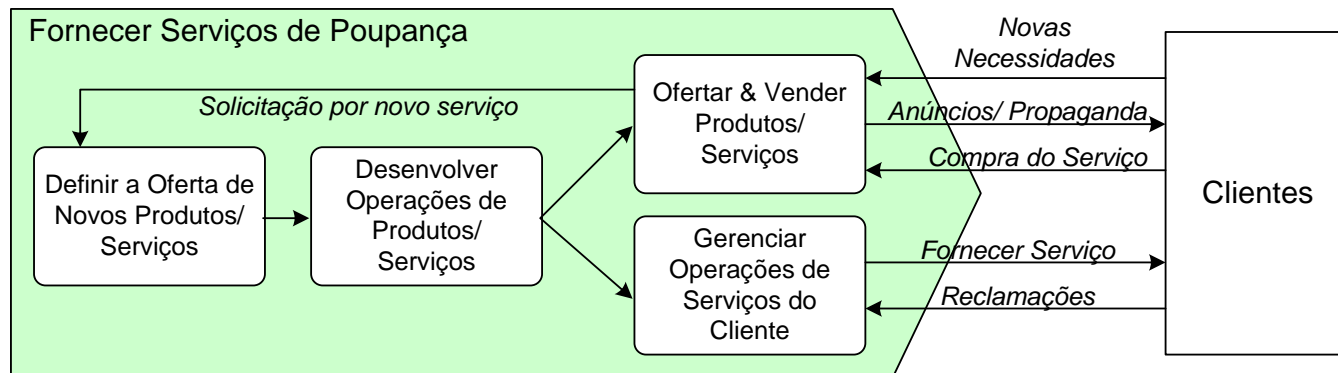 Fornecer Serviços de Poupança
Solicitação por novo serviço
Definir a Oferta de
Novos Produtos/
Serviços
Desenvolver
Operações de
Produtos/
Serviços
Ofertar & Vender
Produtos/
Serviços
Gerenciar
Operações de
Serviços do
Cliente
Novas
Necessidades
Anúncios/ Propaganda
Compra do Serviço
Fornecer Serviço
Reclamações
Clientes